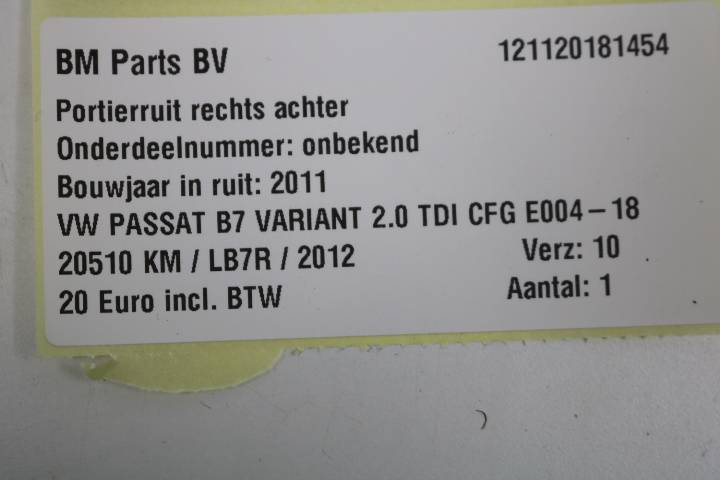 BM Parts BV 121120181454
Portierruit rechts achter
Onderdeelnummer: onbekend
Bouwjaar in ruit: 2011
VW PASSAT B7 VARIANT 2.0 TDI CFG E004-18
20510 KM / LB7R / 2012 Verz: 10
20 Euro incl. BTW Aantal: 1